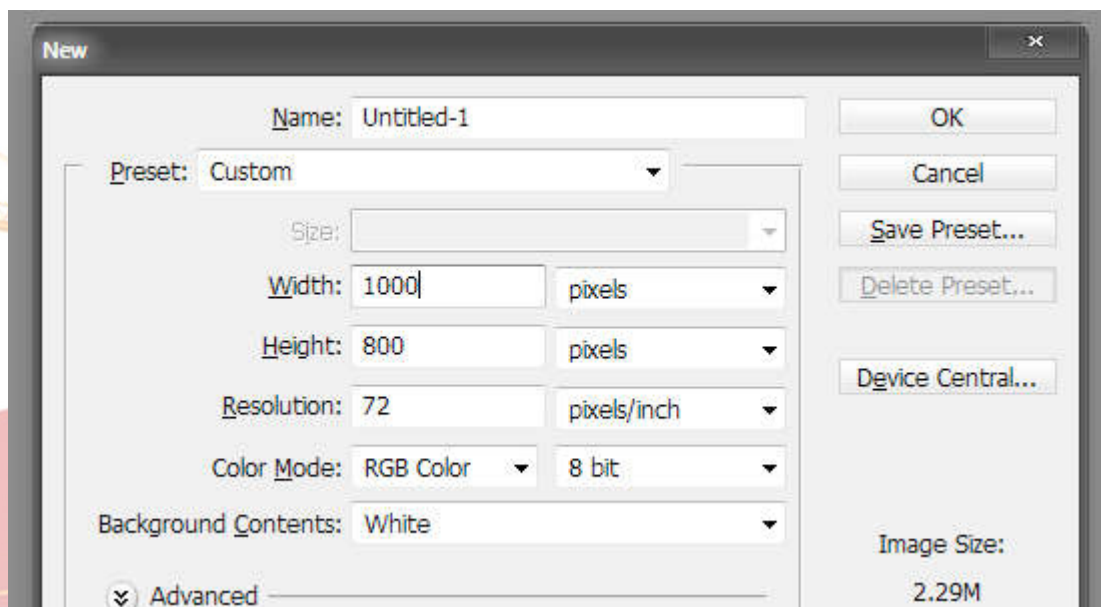 New
Name: Untitled-1
OK
Preset: Custom
Cancel
Size:
Save Preset...
Width: 1000 pixels
Delete Preset...
Height: 800 pixels
Device Central...
Resolution: 72 pixels/inch
Color Mode: RGB Color 8 bit
Background Contents: White
Image Size:
2.29M
Advanced